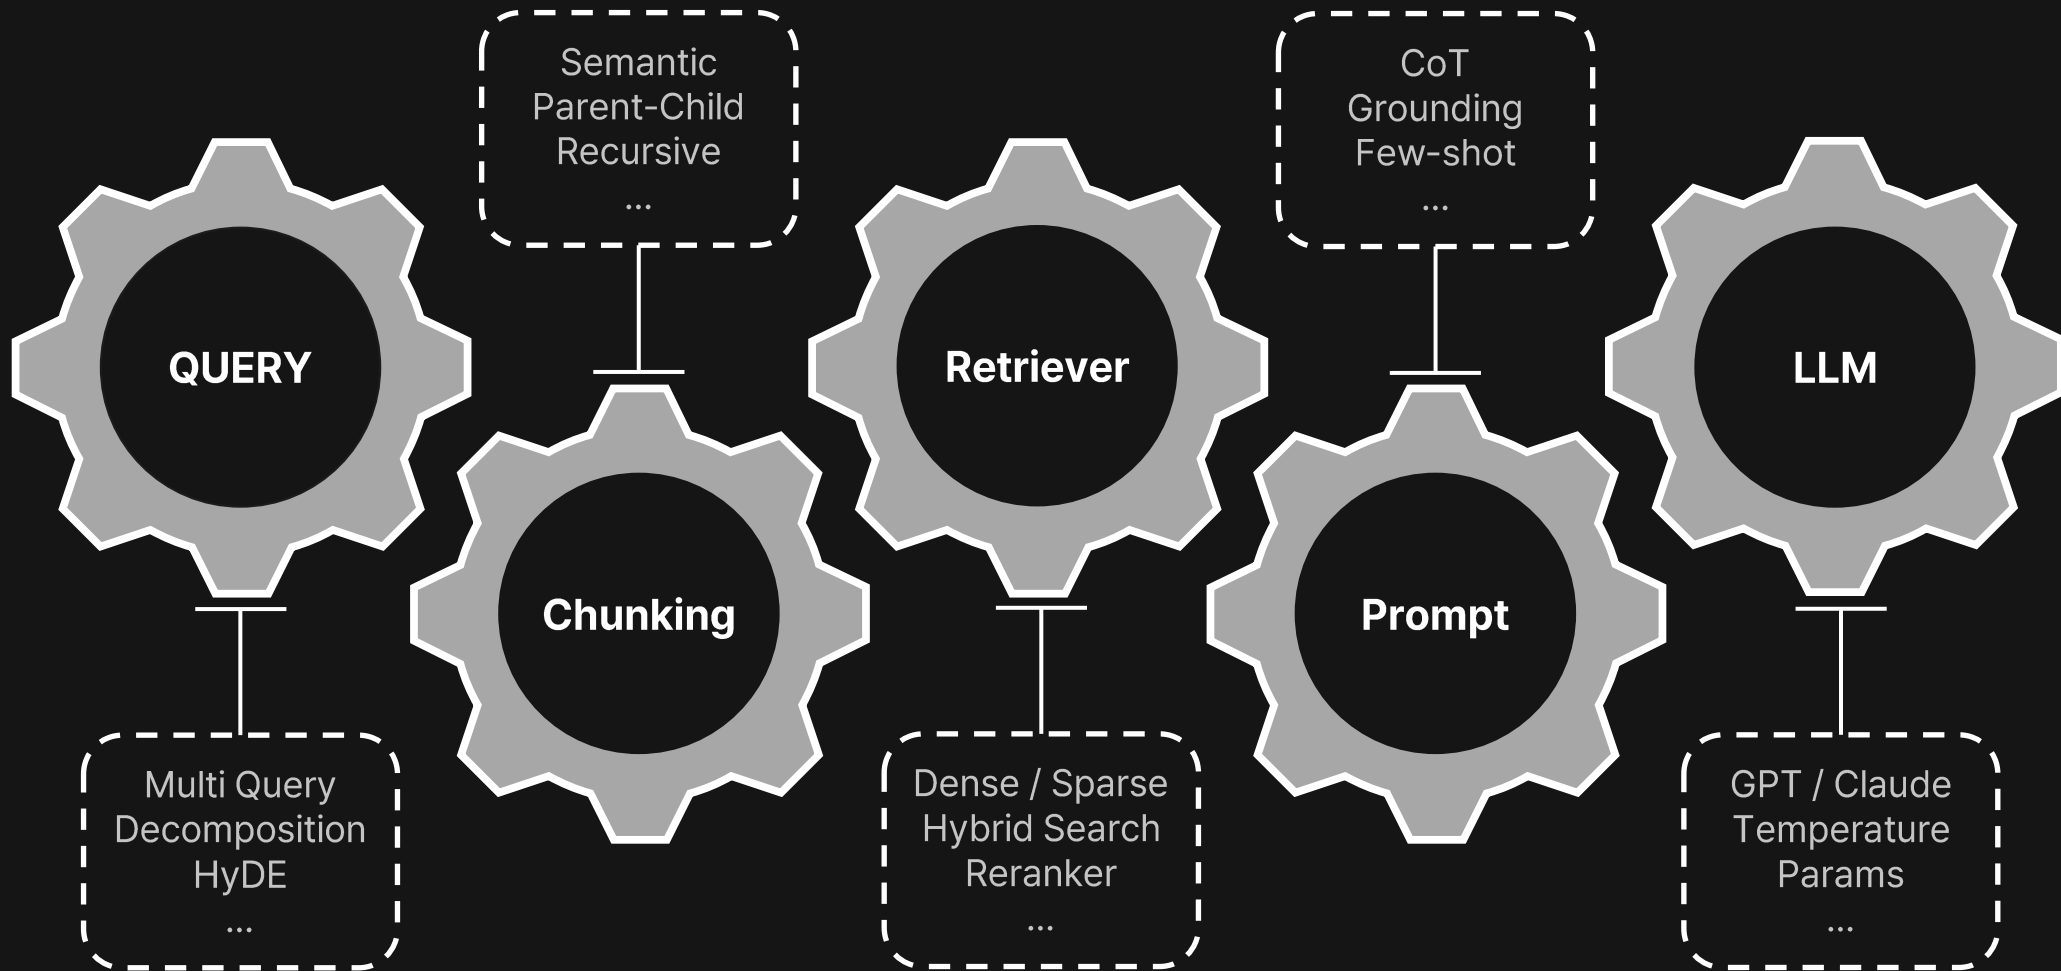 QUERY
Multi Query
Decomposition
HyDE
...
Semantic
Parent-Child
Recursive
...
Chunking
Retriever
Dense / Sparse
Hybrid Search
Reranker
...
CoT
Grounding
Few-shot
...
Prompt
LLM
GPT / Claude
Temperature
Params
...